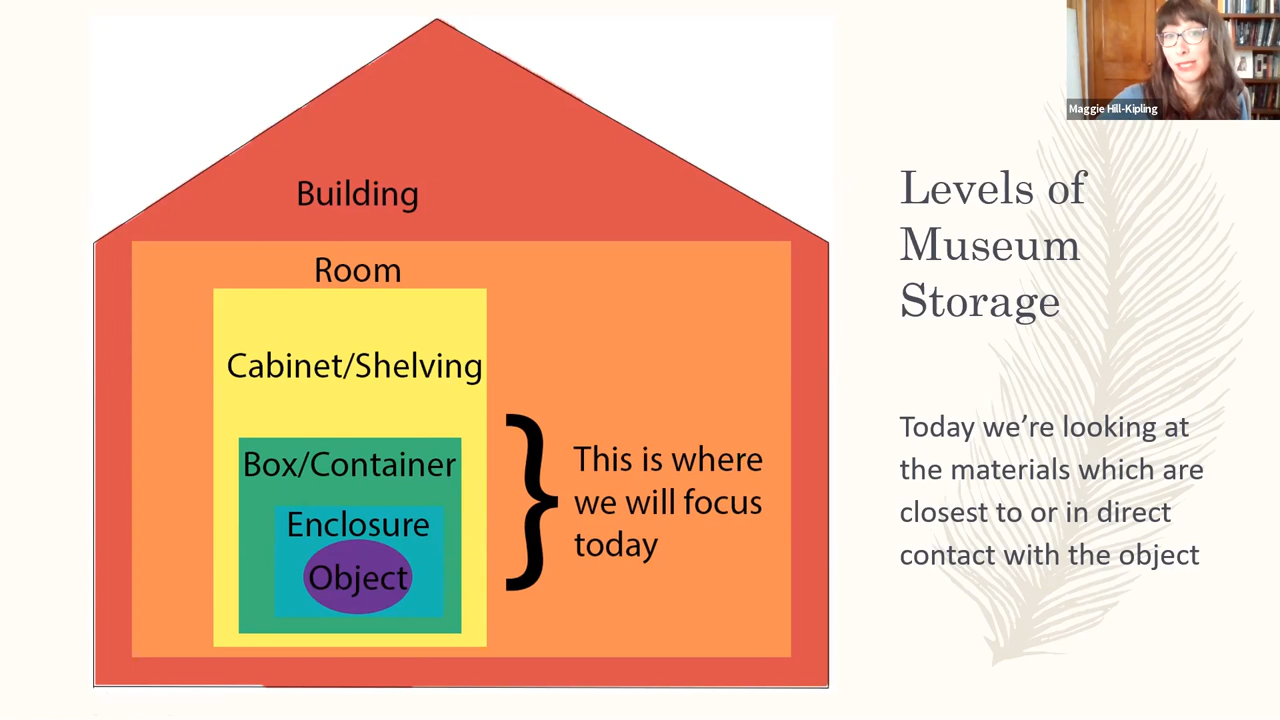 Maggie Hill-Kipling
Building
Room
Cabinet/Shelving
Box/Container
Enclosure
Object
This is where
we will focus
today
Levels of
Museum
Storage
Today we’re looking at
the materials which are
closest to or in direct
contact with the object